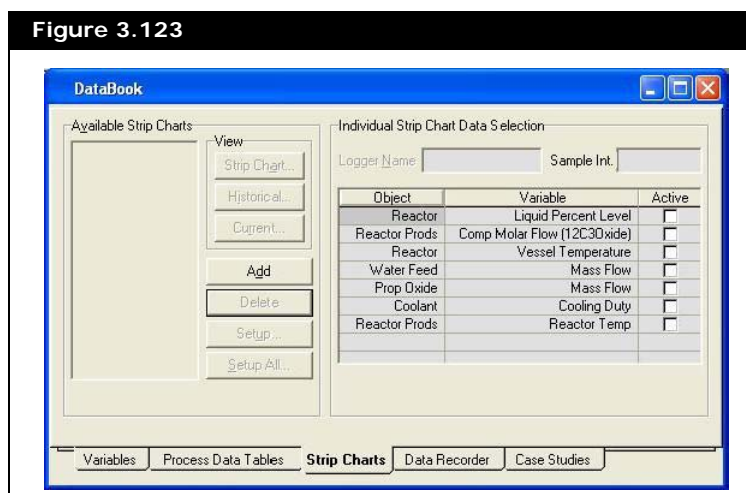 Figure 3.123
DataBook
Available Strip Charts
View
Strip Chart...
Historical...
Current...
Add
Delete
Setup...
Setup All...
Individual Strip Chart Data Selection
Logger Name
Sample Int.
Object Variable Active
Reactor Liquid Percent Level
Reactor Prods Comp Molar Flow (12C3Oxide)
Reactor Vessel Temperature
Water Feed Mass Flow
Prop Oxide Mass Flow
Coolant Cooling Duty
Reactor Prods Reactor Temp
Variables Process Data Tables Strip Charts Data Recorder Case Studies